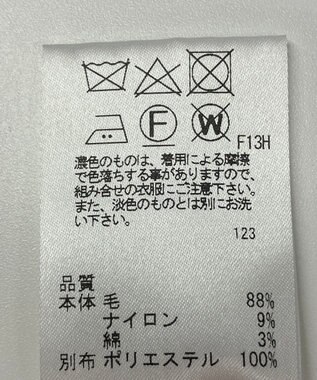 F W F13H
濃色のものは、着用による摩擦
で色落ちする事がありますので、
組み合せの衣服にご注意下さい。
また、淡色のものとは別にお洗
い下さい。
123
品質
本体 毛 88%
ナイロン 9%
綿 3%
別布 ポリエステル 100%